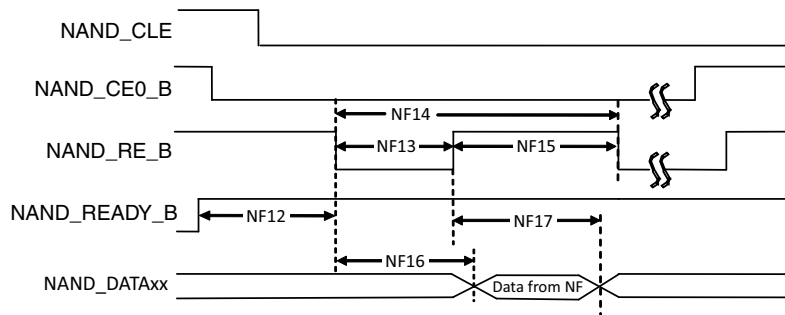 NAND_CLE
NAND_CE0_B
NF14
NAND_RE_B
NF13
NF15
NAND_READY_B
NF12
NF17
NF16
NAND_DATAxx
Data from NF